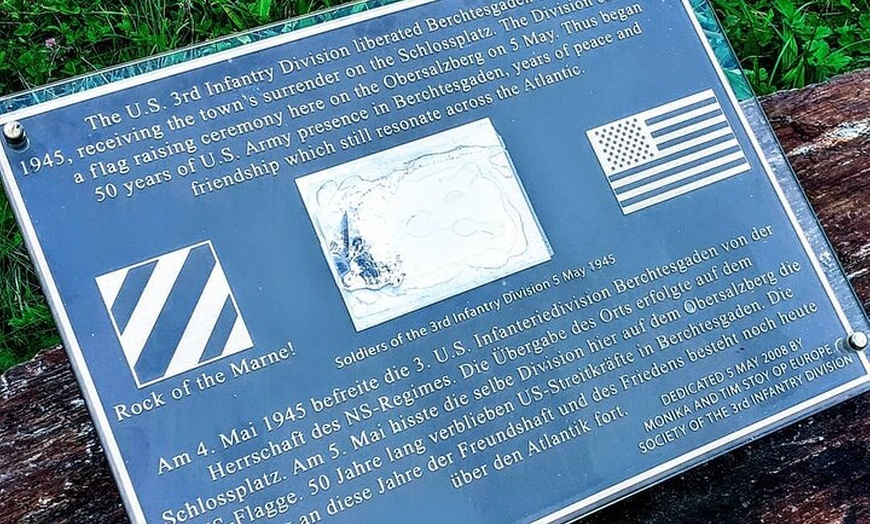 The U.S. 3rd Infantry Division liberated Berchtesgaden
1945, receiving the town's surrender on the Schlossplatz. The Division
a flag raising ceremony here on the Obersalzberg on 5 May. Thus began
50 years of U.S. Army presence in Berchtesgaden, years of peace and
friendship which still resonate across the Atlantic.
Rock of the Marne!
Soldiers of the 3rd Infantry Division 5 May 1945
Am 4. Mai 1945 befreite die 3. U.S. Infanteriedivision Berchtesgaden von der
Herrschaft des NS-Regimes. Die Übergabe des Orts erfolgte auf dem
Schlossplatz. Am 5. Mai hisste die selbe Division hier auf dem Obersalzberg die
-Flagge. 50 Jahre lang verblieben US-Streitkräfte in Berchtesgaden. Die
an diese Jahre der Freundschaft und des Friedens besteht noch heute
über den Atlantik fort.
DEDICATED 5 MAY 2008 BY
MONIKA AND TIM STOY OP EUROPE,
SOCIETY OF THE 3rd INFANTRY DIVISION